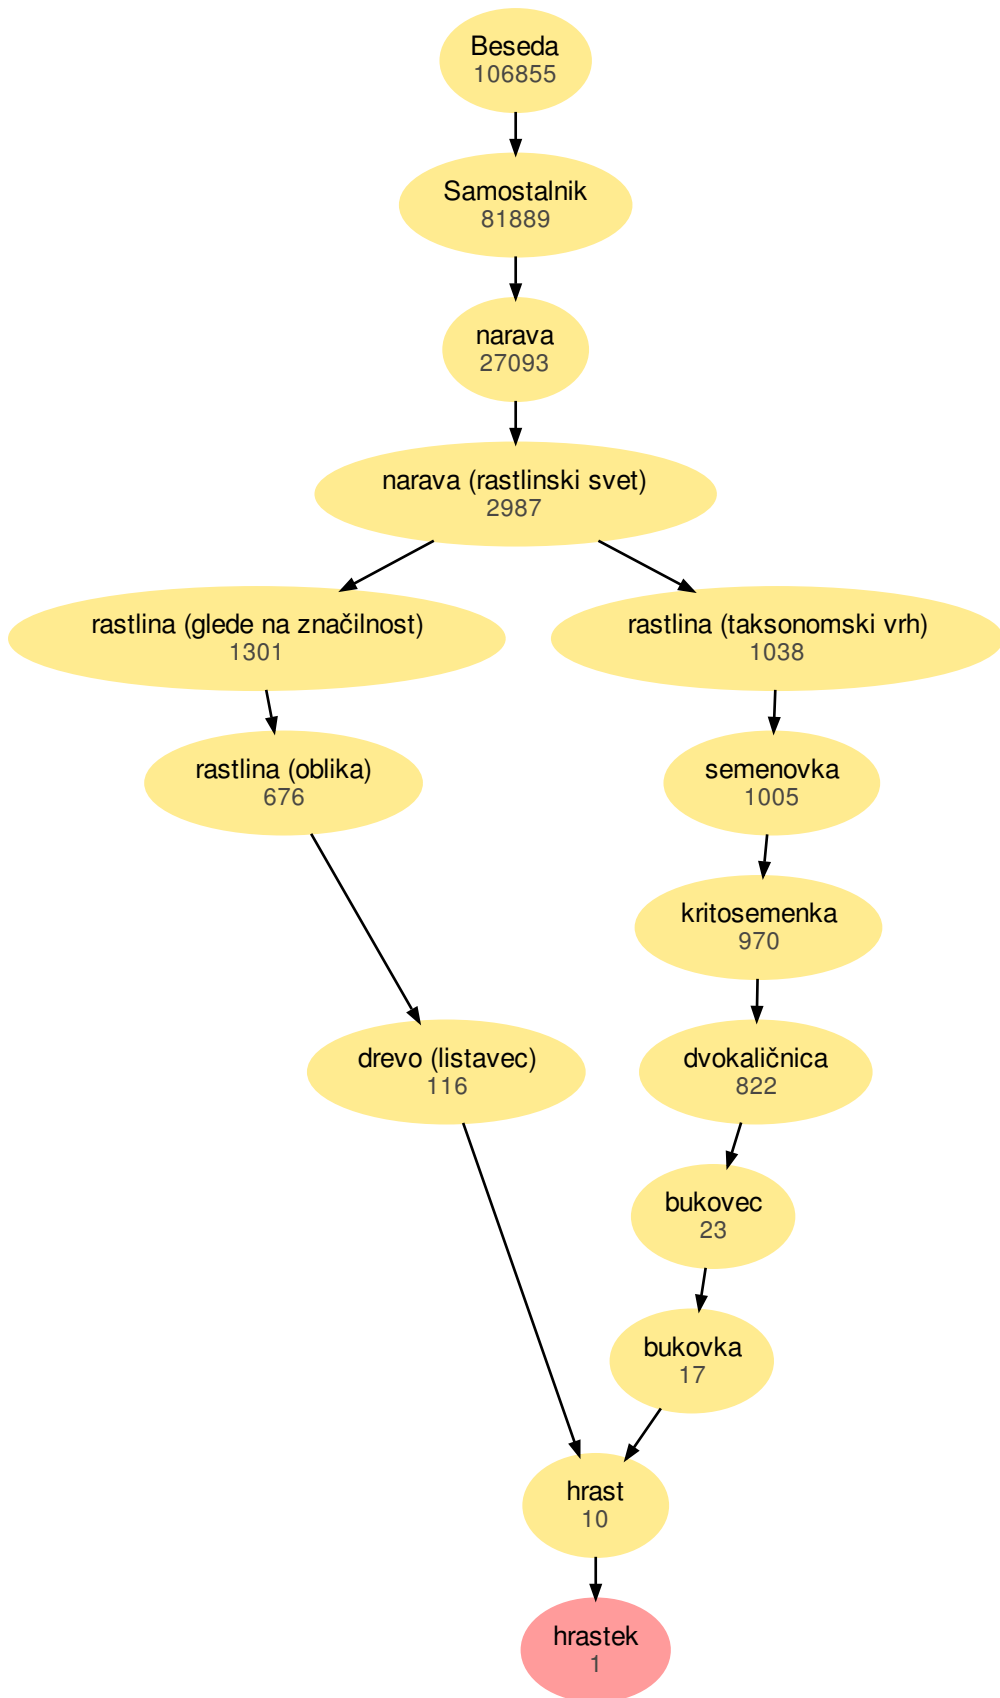 Beseda
106855
Samostalnik
81889
narava
27093
narava (rastlinski svet)
2987
rastlina (glede na značilnost)
1301
rastlina (taksonomski vrh)
1038
rastlina (oblika)
676
semenovka
1005
kritosemenka
970
drevo (listavec)
116
dvokaličnica
822
bukovec
23
bukovka
17
hrast
10
hrastek
1